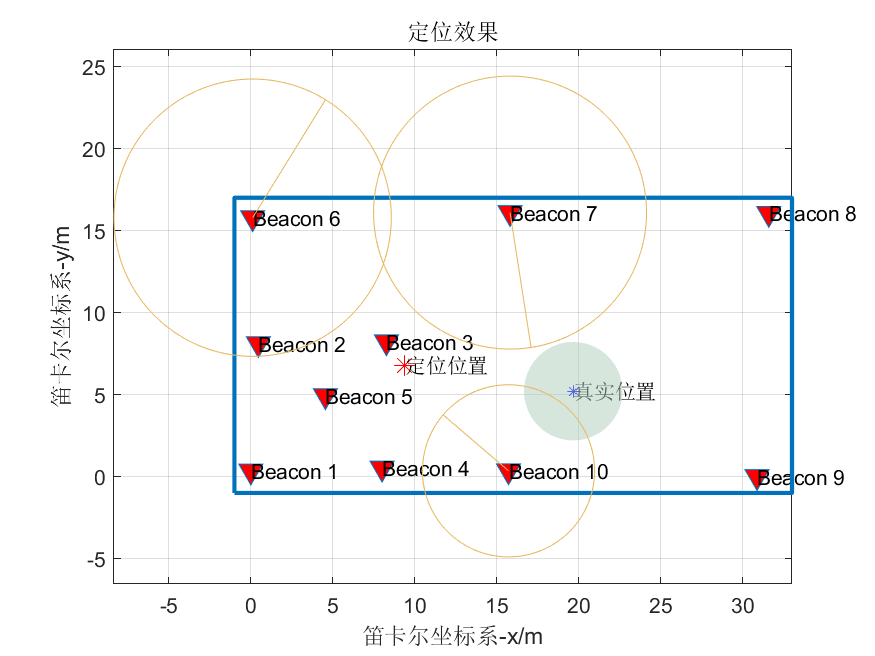 定位效果
25
20
15
10
5
0
-5
笛卡尔坐标系-y/m
Beacon 6
Beacon 7
Beacon 8
Beacon 2
Beacon 3
定位位置
Beacon 5
真实位置
Beacon 1
Beacon 4
Beacon 10
Beacon 9
-5
0
5
10
15
20
25
30
笛卡尔坐标系-x/m